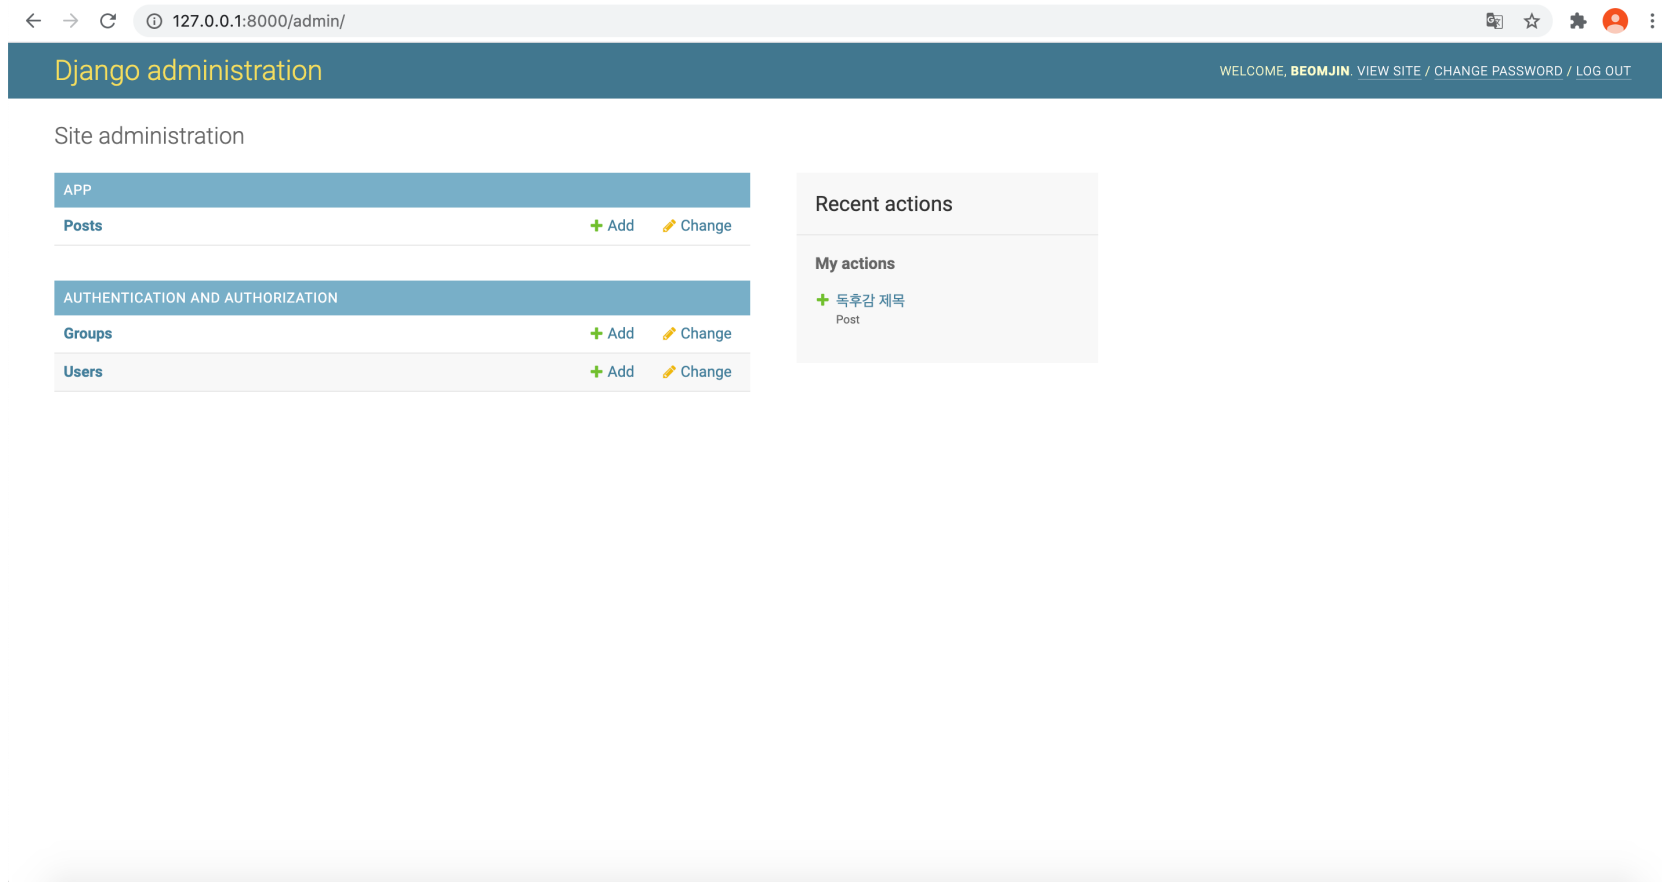 127.0.0.1:8000/admin/
Django administration
WELCOME, BEOMJIN. VIEW SITE / CHANGE PASSWORD / LOG OUT
Site administration
APP
Posts Add Change
AUTHENTICATION AND AUTHORIZATION
Groups Add Change
Users Add Change
Recent actions
My actions
독후감 제목
Post